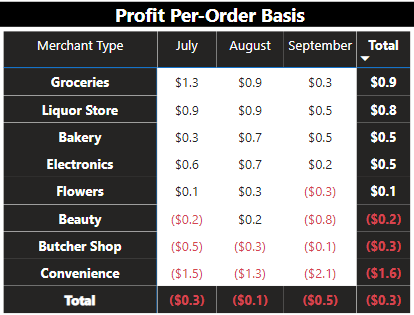 Profit Per-Order Basis
Merchant Type July August September Total
Groceries $1.3 $0.9 $0.3 $0.9
Liquor Store $0.9 $0.9 $0.5 $0.8
Bakery $0.3 $0.7 $0.5 $0.5
Electronics $0.6 $0.7 $0.2 $0.5
Flowers $0.1 $0.3 ($0.3) $0.1
Beauty ($0.2) $0.2 ($0.8) ($0.2)
Butcher Shop ($0.5) ($0.3) ($0.1) ($0.3)
Convenience ($1.5) ($1.3) ($2.1) ($1.6)
Total ($0.3) ($0.1) ($0.5) ($0.3)